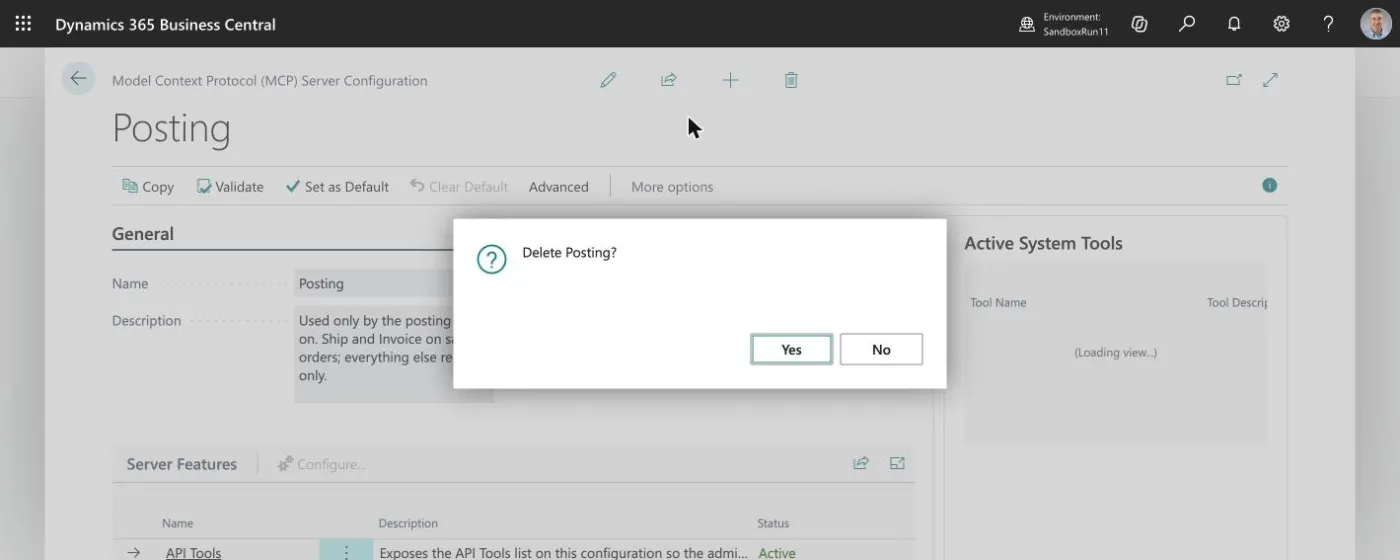 Dynamics 365 Business Central
Environment:
SandboxRun11
?
Model Context Protocol (MCP) Server Configuration
Posting
Copy
Validate
Set as Default
Clear Default
Advanced
More options
General
Name
Posting
Description
Used only by the posting
on. Ship and Invoice on sa
orders; everything else re
only.
?
Delete Posting?
Yes
No
Active System Tools
Tool Name
Tool Descrip
(Loading view...)
Server Features
Configure...
Name
Description
Status
API Tools
Exposes the API Tools list on this configuration so the admi...
Active